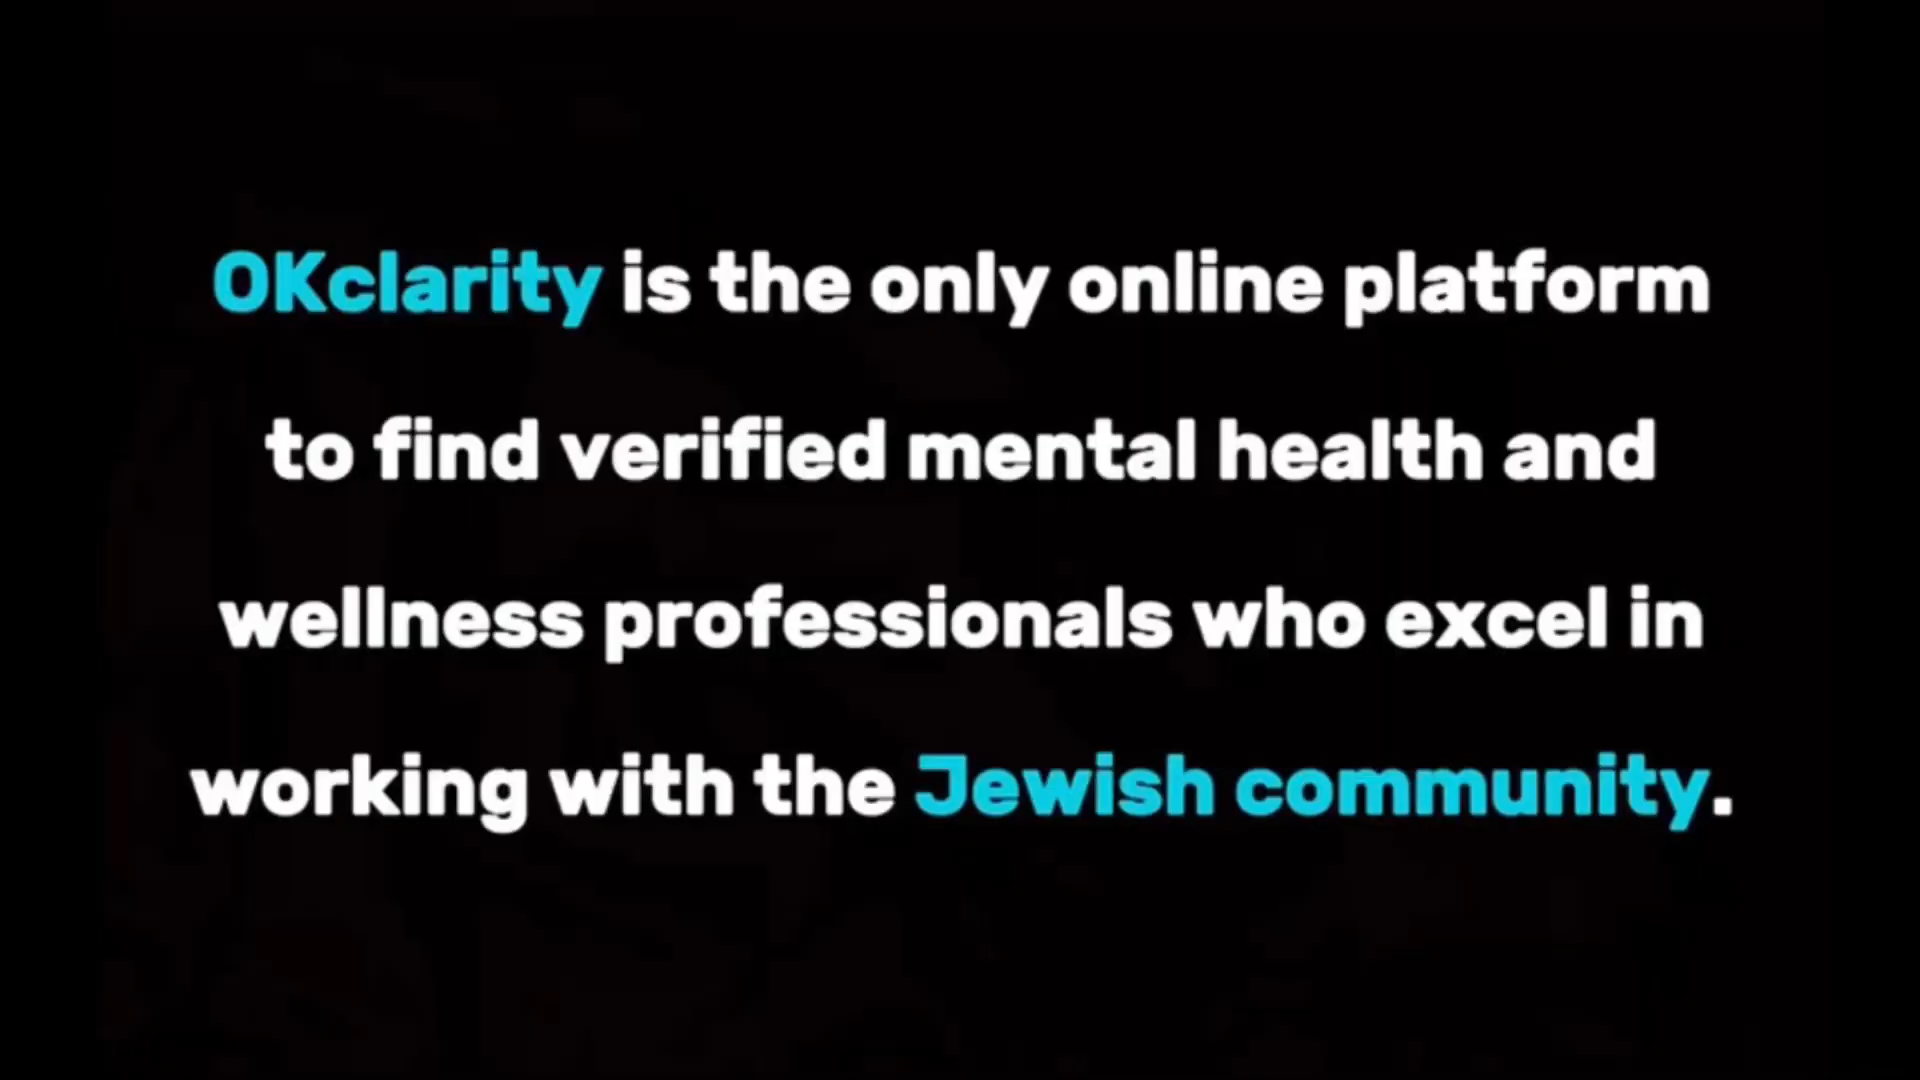 OKclarity is the only online platform
to find verified mental health and
wellness professionals who excel in
working with the Jewish community.